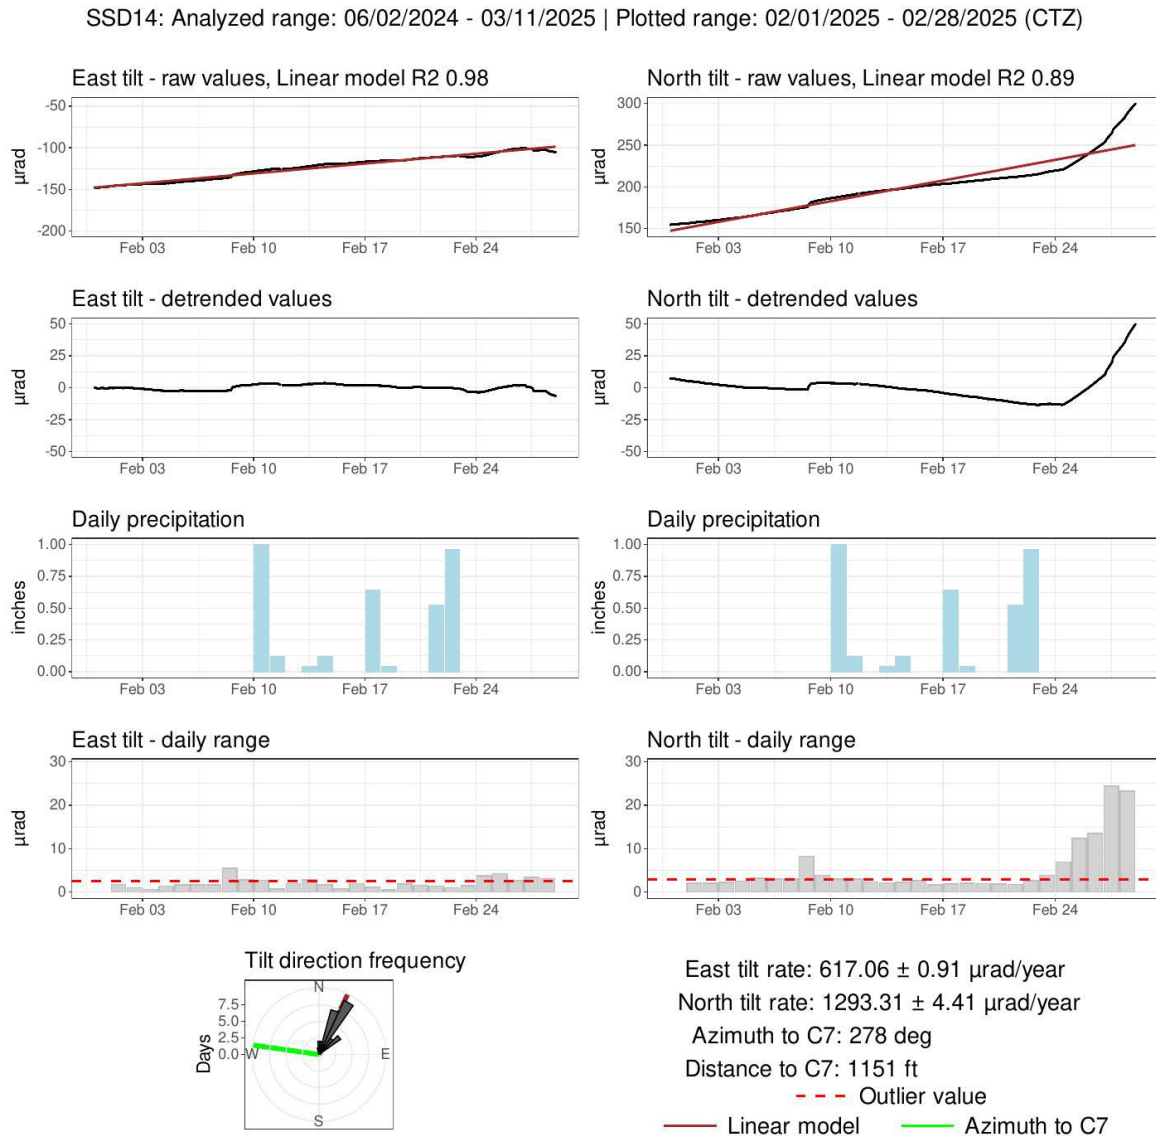 SSD14: Analyzed range: 06/02/2024 - 03/11/2025 | Plotted range: 02/01/2025 - 02/28/2025 (CTZ)
East tilt - raw values, Linear model R2 0.98
µrad
-50
-100
-150
-200
Feb 03 Feb 10 Feb 17 Feb 24
North tilt - raw values, Linear model R2 0.89
µrad
300
250
200
150
Feb 03 Feb 10 Feb 17 Feb 24
East tilt - detrended values
µrad
50
25
0
-25
-50
Feb 03 Feb 10 Feb 17 Feb 24
North tilt - detrended values
µrad
50
25
0
-25
-50
Feb 03 Feb 10 Feb 17 Feb 24
Daily precipitation
inches
1.00
0.75
0.50
0.25
0.00
Feb 03 Feb 10 Feb 17 Feb 24
Daily precipitation
inches
1.00
0.75
0.50
0.25
0.00
Feb 03 Feb 10 Feb 17 Feb 24
East tilt - daily range
µrad
30
20
10
0
Feb 03 Feb 10 Feb 17 Feb 24
North tilt - daily range
µrad
30
20
10
0
Feb 03 Feb 10 Feb 17 Feb 24
Tilt direction frequency
Days
7.5
5.0
2.5
0.0
N
W
E
S
East tilt rate: 617.06 ± 0.91 µrad/year
North tilt rate: 1293.31 ± 4.41 µrad/year
Azimuth to C7: 278 deg
Distance to C7: 1151 ft
Outlier value
Linear model Azimuth to C7